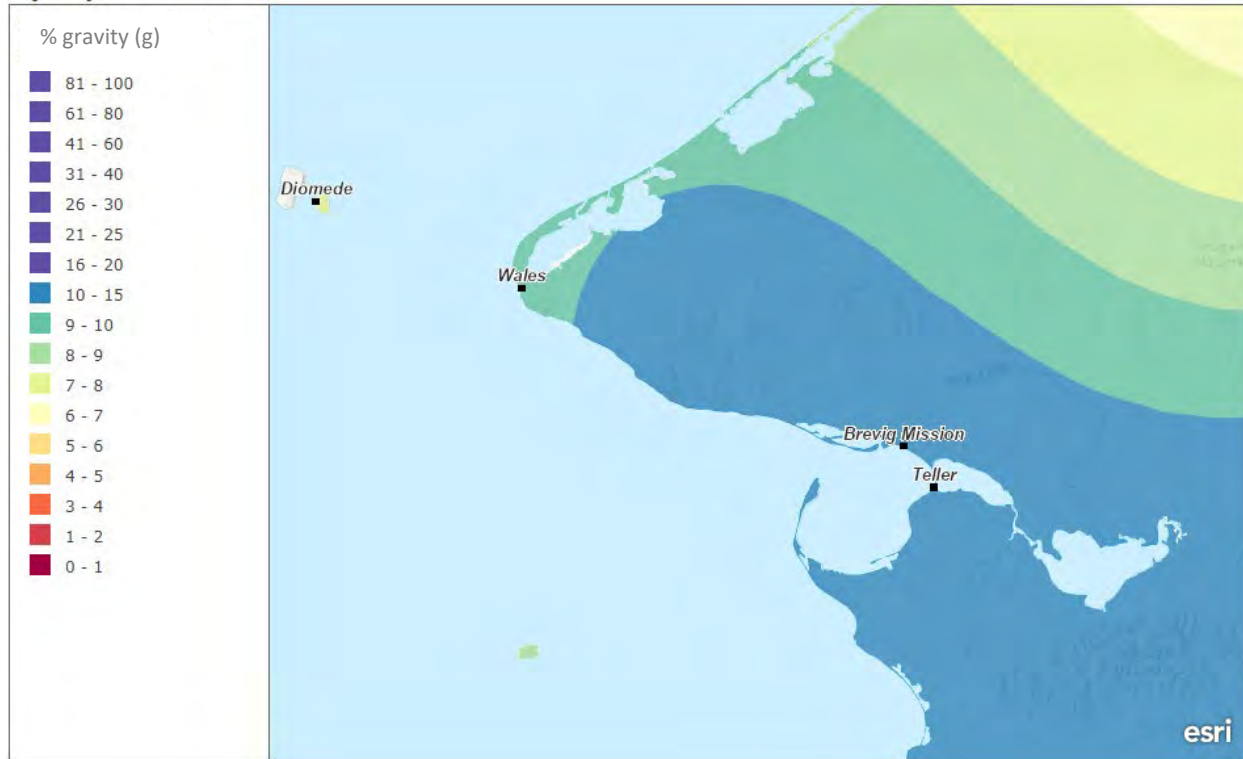 % gravity (g)
81 - 100
61 - 80
41 - 60
31 - 40
26 - 30
21 - 25
16 - 20
10 - 15
9 - 10
8 - 9
7 - 8
6 - 7
5 - 6
4 - 5
3 - 4
1 - 2
0 - 1
Diomede
Wales
Brevig Mission
Teller
esri